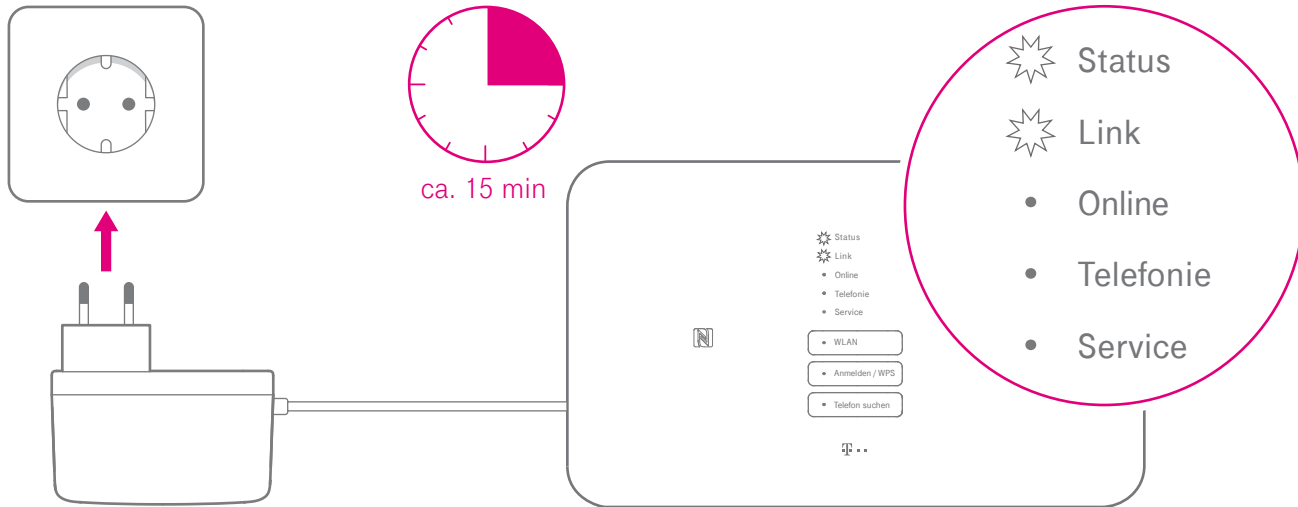 ca. 15 min
Status
Link
Online
Telefonie
Service
WLAN
Anmelden / WPS
Telefon suchen
N
T
Status
Link
Online
Telefonie
Service